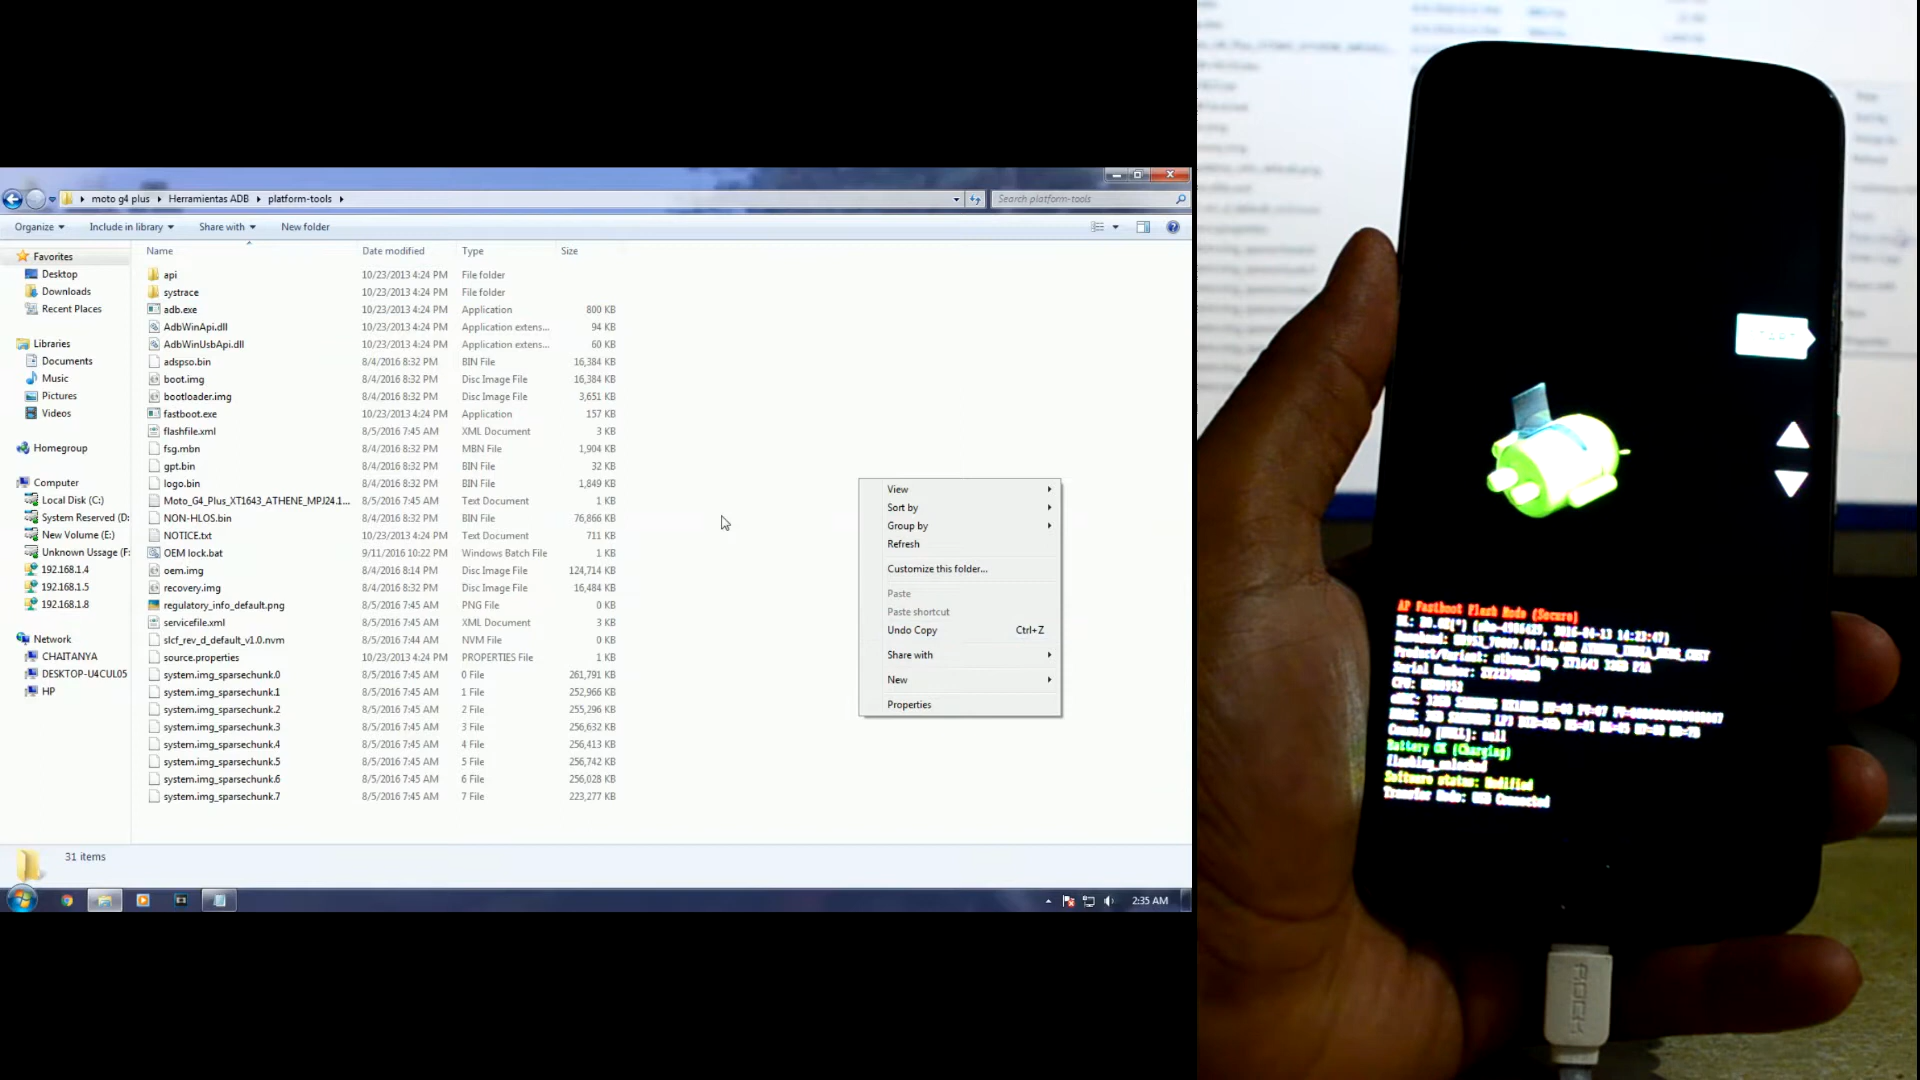 moto g4 plus Herramientas ADB platform-tools
Search platform-tools
Organize Include in library Share with New folder
Name Date modified Type Size
Favorites
Desktop
Downloads
Recent Places
Libraries
Documents
Music
Pictures
Videos
Homegroup
Computer
Local Disk (C:)
System Reserved (D:
New Volume (E:)
Unknown Ussage (F:
192.168.1.4
192.168.1.5
192.168.1.8
Network
CHAITANYA
DESKTOP-U4CUL05
HP
api 10/23/2013 4:24 PM File folder
systrace 10/23/2013 4:24 PM File folder
adb.exe 10/23/2013 4:24 PM Application 800 KB
AdbWinApi.dll 10/23/2013 4:24 PM Application extens... 94 KB
AdbWinUsbApi.dll 10/23/2013 4:24 PM Application extens... 60 KB
adspso.bin 8/4/2016 8:32 PM BIN File 16,384 KB
boot.img 8/4/2016 8:32 PM Disc Image File 16,384 KB
bootloader.img 8/4/2016 8:32 PM Disc Image File 3,651 KB
fastboot.exe 10/23/2013 4:24 PM Application 157 KB
flashfile.xml 8/5/2016 7:45 AM XML Document 3 KB
fsg.mbn 8/4/2016 8:32 PM MBN File 1,904 KB
gpt.bin 8/4/2016 8:32 PM BIN File 32 KB
logo.bin 8/4/2016 8:32 PM BIN File 1,849 KB
Moto_G4_Plus_XT1643_ATHENE_MPJ24.1... 8/5/2016 7:45 AM Text Document 1 KB
NON-HLOS.bin 8/4/2016 8:32 PM BIN File 76,866 KB
NOTICE.txt 10/23/2013 4:24 PM Text Document 711 KB
OEM lock.bat 9/11/2016 10:22 PM Windows Batch File 1 KB
oem.img 8/4/2016 8:14 PM Disc Image File 124,714 KB
recovery.img 8/4/2016 8:32 PM Disc Image File 16,484 KB
regulatory_info_default.png 8/5/2016 7:45 AM PNG File 0 KB
servicefile.xml 8/5/2016 7:45 AM XML Document 3 KB
slcf_rev_d_default_v1.0.nvm 8/5/2016 7:45 AM NVM File 0 KB
source.properties 10/23/2013 4:24 PM PROPERTIES File 1 KB
system.img_sparsechunk.0 8/5/2016 7:45 AM 0 File 261,791 KB
system.img_sparsechunk.1 8/5/2016 7:45 AM 1 File 252,966 KB
system.img_sparsechunk.2 8/5/2016 7:45 AM 2 File 255,296 KB
system.img_sparsechunk.3 8/5/2016 7:45 AM 3 File 256,632 KB
system.img_sparsechunk.4 8/5/2016 7:45 AM 4 File 256,413 KB
system.img_sparsechunk.5 8/5/2016 7:45 AM 5 File 256,742 KB
system.img_sparsechunk.6 8/5/2016 7:45 AM 6 File 256,028 KB
system.img_sparsechunk.7 8/5/2016 7:45 AM 7 File 223,277 KB
View
Sort by
Group by
Refresh
Customize this folder...
Paste
Paste shortcut
Undo Copy Ctrl+Z
Share with
New
Properties
31 items
2:35 AM
AP Fastboot Flash Mode (Secure)
Battery OK (Charging)
flashing_unlocked
Software status: Modified
Transfer Mode: USB Connected
ROCK